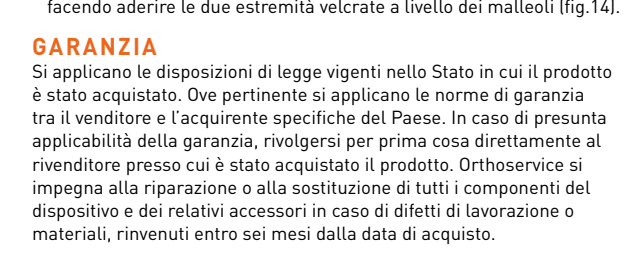 facendo aderire le due estremità velcrate a livello dei malleoli (fig.14).
GARANZIA
Si applicano le disposizioni di legge vigenti nello Stato in cui il prodotto
è stato acquistato. Ove pertinente si applicano le norme di garanzia
tra il venditore e l’acquirente specifiche del Paese. In caso di presunta
applicabilità della garanzia, rivolgersi per prima cosa direttamente al
rivenditore presso cui è stato acquistato il prodotto. Orthoservice si
impegna alla riparazione o alla sostituzione di tutti i componenti del
dispositivo e dei relativi accessori in caso di difetti di lavorazione o
materiali, rinvenuti entro sei mesi dalla data di acquisto.